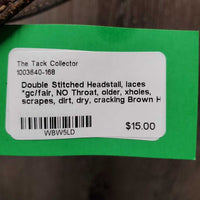 The Tack Collector
1003640-168
Double Stitched Headstall, laces
*gc/fair, NO Throat, older, xholes,
scrapes, dirt, dry, cracking Brown H
WBW5LD
$15.00